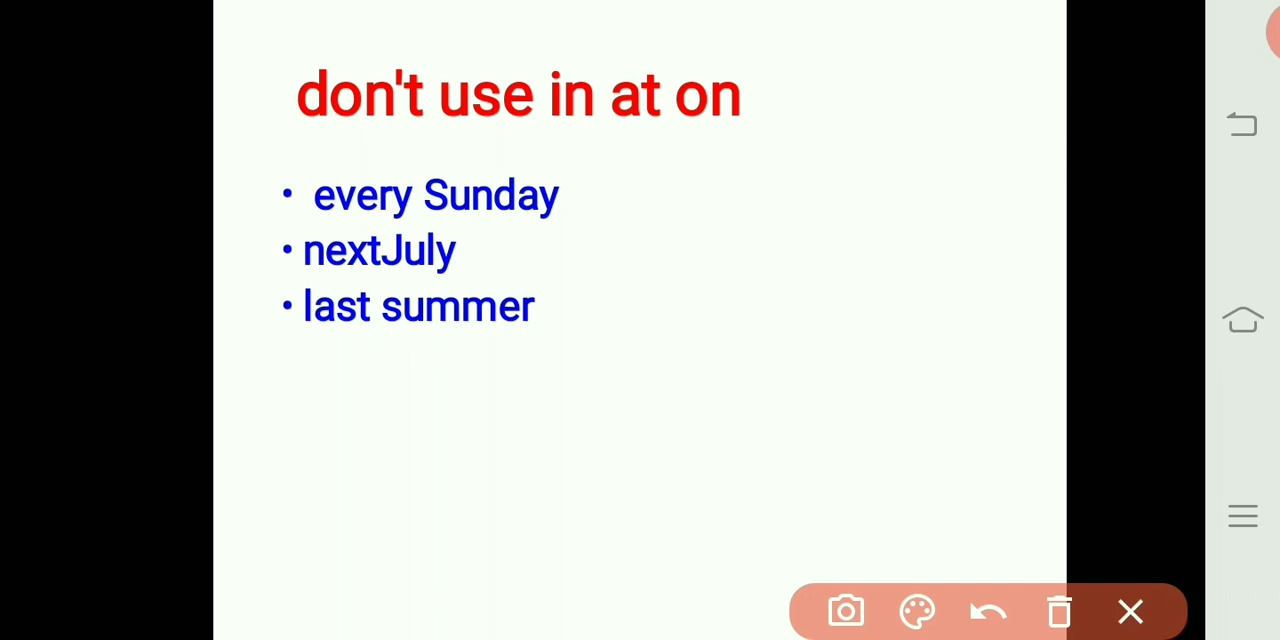 don't use in at on
• every Sunday
• nextJuly
• last summer